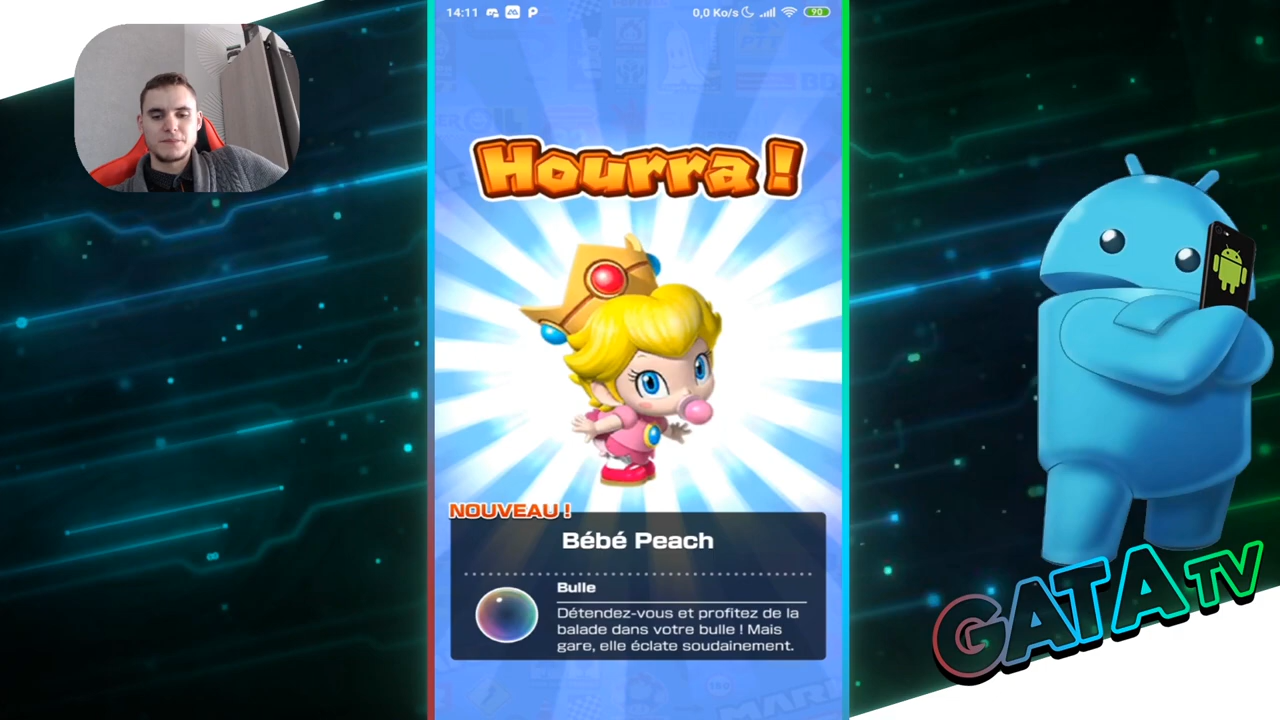 14:11
0,0 Ko/s
90
Hourra !
NOUVEAU !
Bébé Peach
Bulle
Détendez-vous et profitez de la
balade dans votre bulle ! Mais
gare, elle éclate soudainement.
GATA TV